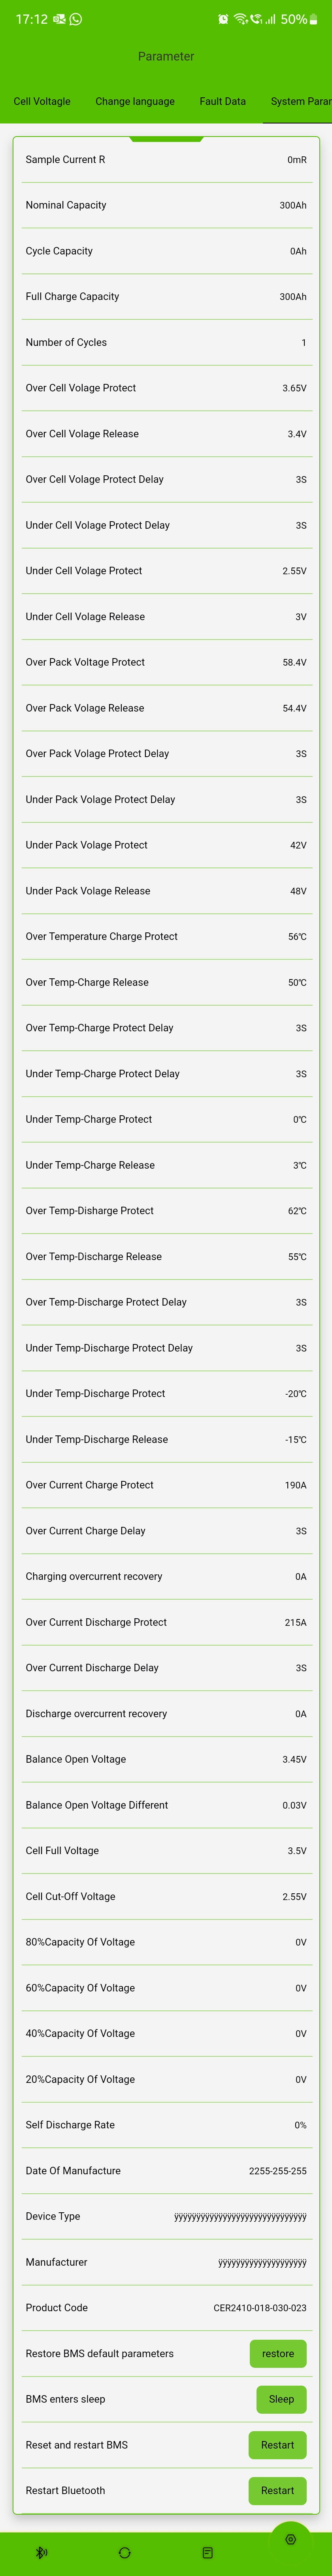 17:12 50%
Parameter
Cell Voltagle Change language Fault Data System Parar
Sample Current R 0mR
Nominal Capacity 300Ah
Cycle Capacity 0Ah
Full Charge Capacity 300Ah
Number of Cycles 1
Over Cell Volage Protect 3.65V
Over Cell Volage Release 3.4V
Over Cell Volage Protect Delay 3S
Under Cell Volage Protect Delay 3S
Under Cell Volage Protect 2.55V
Under Cell Volage Release 3V
Over Pack Voltage Protect 58.4V
Over Pack Volage Release 54.4V
Over Pack Volage Protect Delay 3S
Under Pack Volage Protect Delay 3S
Under Pack Volage Protect 42V
Under Pack Volage Release 48V
Over Temperature Charge Protect 56℃
Over Temp-Charge Release 50℃
Over Temp-Charge Protect Delay 3S
Under Temp-Charge Protect Delay 3S
Under Temp-Charge Protect 0℃
Under Temp-Charge Release 3℃
Over Temp-Disharge Protect 62℃
Over Temp-Discharge Release 55℃
Over Temp-Discharge Protect Delay 3S
Under Temp-Discharge Protect Delay 3S
Under Temp-Discharge Protect -20℃
Under Temp-Discharge Release -15℃
Over Current Charge Protect 190A
Over Current Charge Delay 3S
Charging overcurrent recovery 0A
Over Current Discharge Protect 215A
Over Current Discharge Delay 3S
Discharge overcurrent recovery 0A
Balance Open Voltage 3.45V
Balance Open Voltage Different 0.03V
Cell Full Voltage 3.5V
Cell Cut-Off Voltage 2.55V
80%Capacity Of Voltage 0V
60%Capacity Of Voltage 0V
40%Capacity Of Voltage 0V
20%Capacity Of Voltage 0V
Self Discharge Rate 0%
Date Of Manufacture 2255-255-255
Device Type ÿÿÿÿÿÿÿÿÿÿÿÿÿÿÿÿÿÿÿÿÿÿÿÿÿÿÿÿÿÿ
Manufacturer ÿÿÿÿÿÿÿÿÿÿÿÿÿÿÿÿÿÿÿÿ
Product Code CER2410-018-030-023
Restore BMS default parameters restore
BMS enters sleep Sleep
Reset and restart BMS Restart
Restart Bluetooth Restart